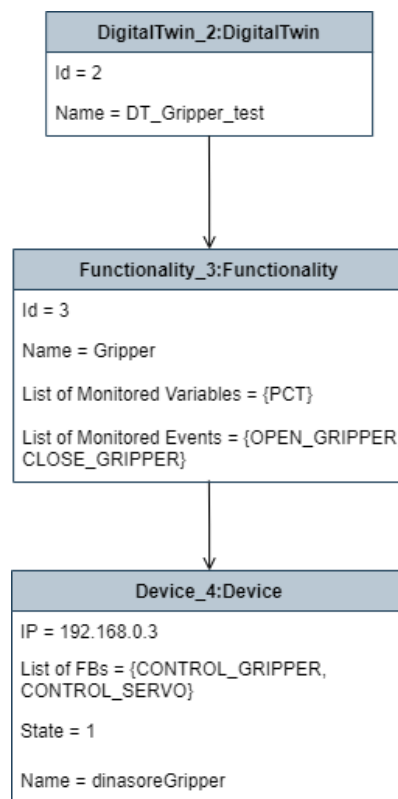 DigitalTwin_2:DigitalTwin
Id = 2
Name = DT_Gripper_test
Functionality_3:Functionality
Id = 3
Name = Gripper
List of Monitored Variables = {PCT}
List of Monitored Events = {OPEN_GRIPPER
CLOSE_GRIPPER}
Device_4:Device
IP = 192.168.0.3
List of FBs = {CONTROL_GRIPPER,
CONTROL_SERVO}
State = 1
Name = dinasoreGripper